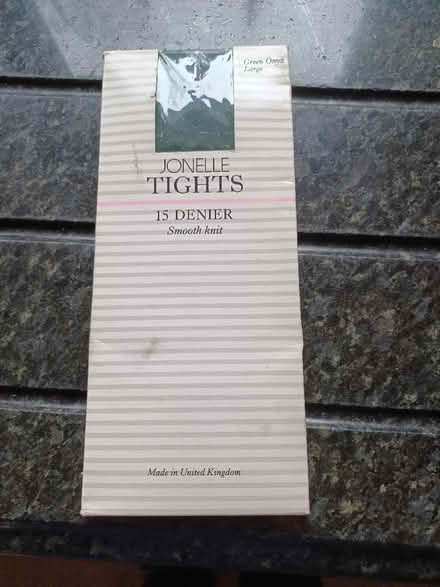 Green Onyx
Large
JONELLE
TIGHTS
15 DENIER
Smooth knit
Made in United Kingdom